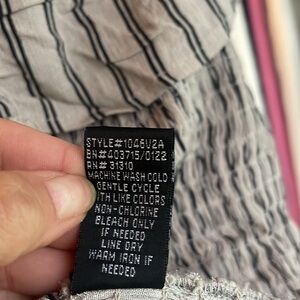 STYLE#1046V2A
BN#403715/0122
RN#31310
MACHINE WASH COLD
GENTLE CYCLE
WITH LIKE COLORS
NON-CHLORINE
BLEACH ONLY
IF NEEDED
LINE DRY
WARM IRON IF
NEEDED